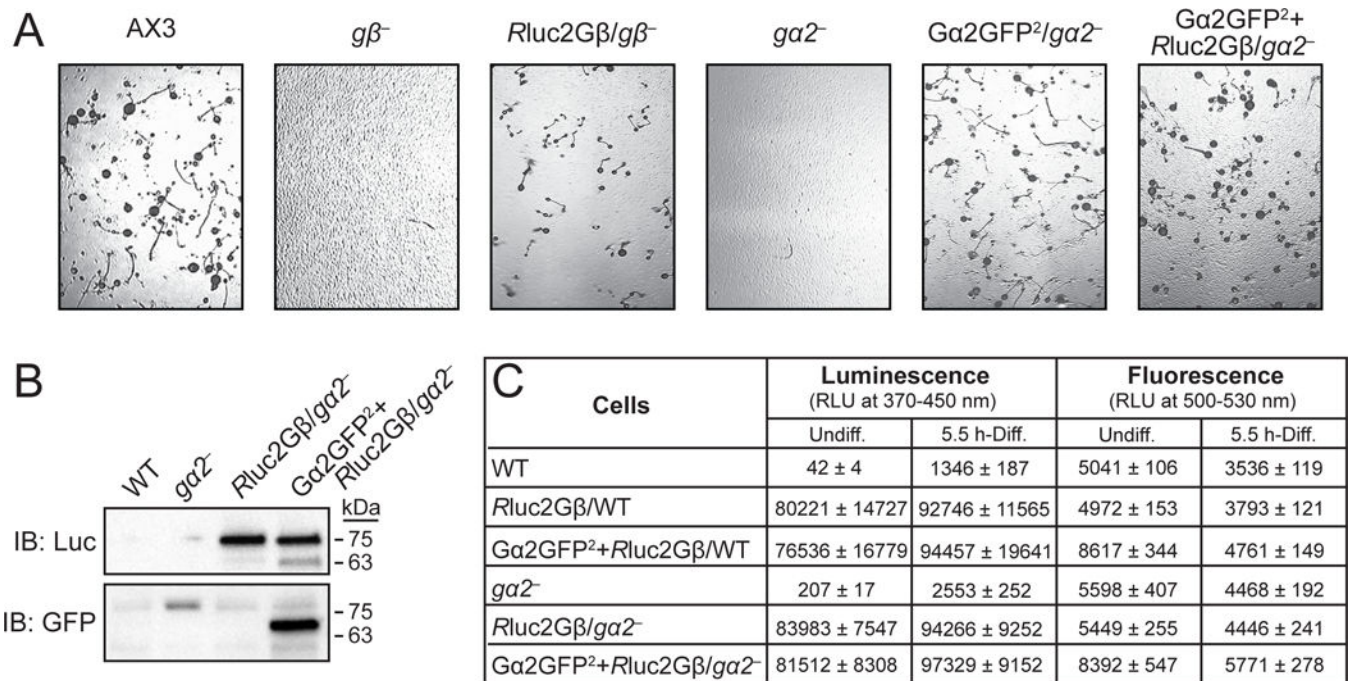 A
AX3
gβ⁻
Rluc2Gβ/gβ⁻
gα2⁻
Gα2GFP²/gα2⁻
Gα2GFP²+
Rluc2Gβ/gα2⁻
B
WT
gα2⁻
Rluc2Gβ/gα2⁻
Gα2GFP²+
Rluc2Gβ/gα2⁻
kDa
IB: Luc
-75
-63
IB: GFP
-75
-63
C
Cells Luminescence Fluorescence
(RLU at 370-450 nm) (RLU at 500-530 nm)
Undiff. 5.5 h-Diff. Undiff. 5.5 h-Diff.
WT 42 ± 4 1346 ± 187 5041 ± 106 3536 ± 119
Rluc2Gβ/WT 80221 ± 14727 92746 ± 11565 4972 ± 153 3793 ± 121
Gα2GFP²+Rluc2Gβ/WT 76536 ± 16779 94457 ± 19641 8617 ± 344 4761 ± 149
gα2⁻ 207 ± 17 2553 ± 252 5598 ± 407 4468 ± 192
Rluc2Gβ/gα2⁻ 83983 ± 7547 94266 ± 9252 5449 ± 255 4446 ± 241
Gα2GFP²+Rluc2Gβ/gα2⁻ 81512 ± 8308 97329 ± 9152 8392 ± 547 5771 ± 278